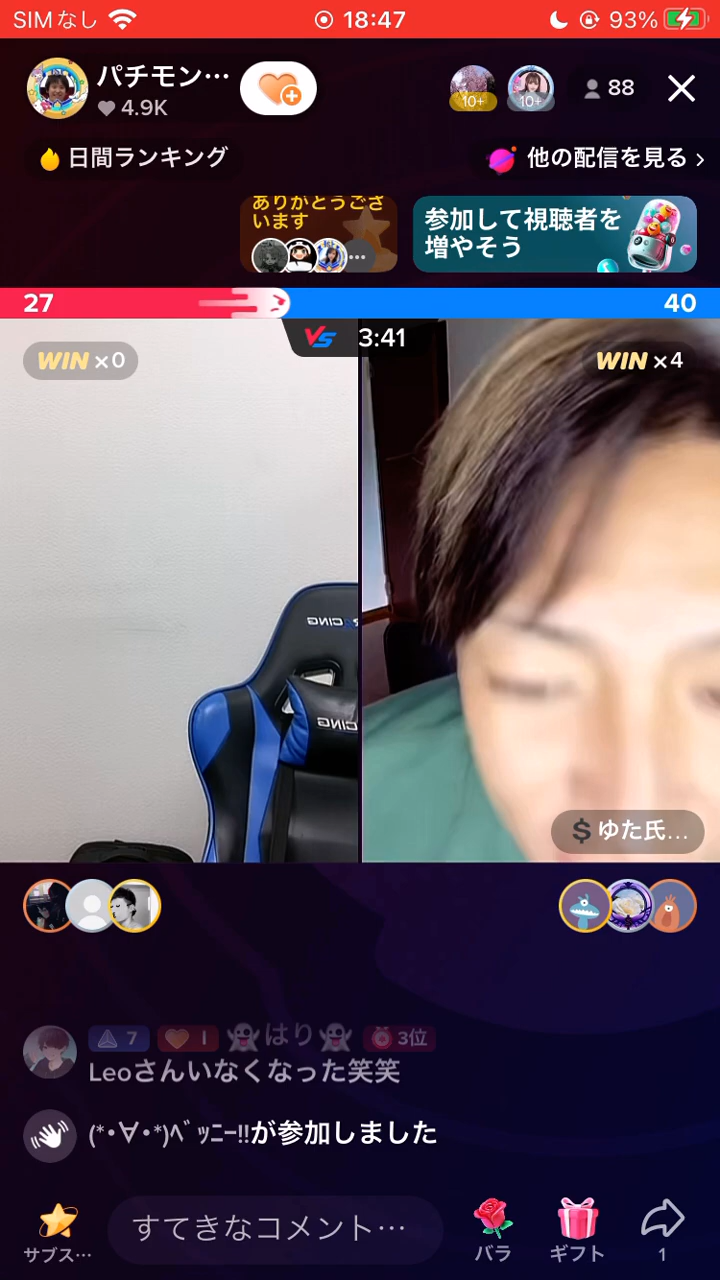 SIMなし
18:47
93%
パチモン…
4.9K
10+
10+
88
日間ランキング
他の配信を見る
ありがとうござ
います
参加して視聴者を
増やそう
27
40
VS
3:41
WIN ×0
WIN ×4
RACING
RACING
$ ゆた氏…
7
I
👻はり👻
3位
Leoさんいなくなった笑笑
(*•∀•*)ﾍﾞｯﾆｰ!!が参加しました
サブス…
すてきなコメント…
バラ
ギフト
1